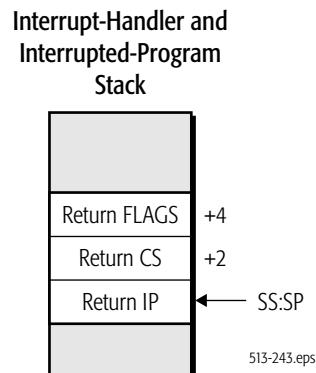 Interrupt-Handler and
Interrupted-Program
Stack
Return FLAGS +4
Return CS +2
Return IP SS:SP
513-243.eps